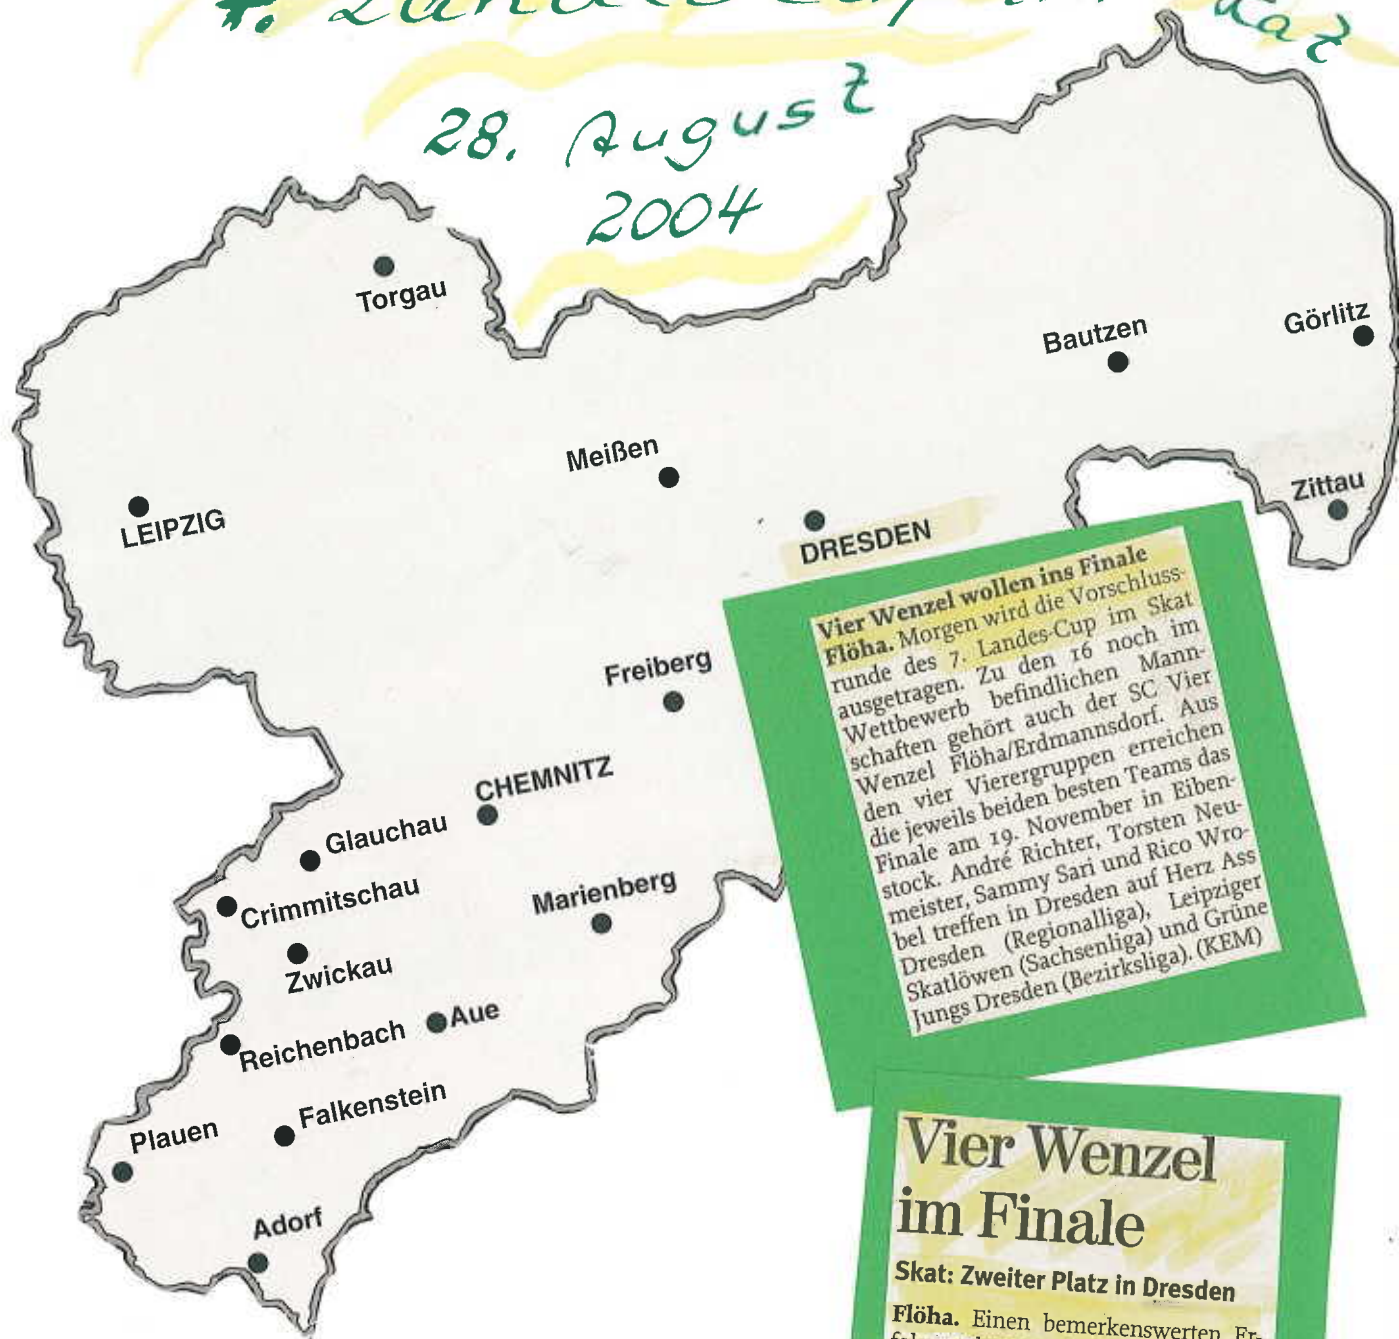 7. Landes-Cup im Skat
28. August
2004
Torgau
Bautzen
Görlitz
Meißen
LEIPZIG
DRESDEN
Zittau
Freiberg
CHEMNITZ
Glauchau
Crimmitschau
Marienberg
Zwickau
Aue
Reichenbach
Falkenstein
Plauen
Adorf
Vier Wenzel wollen ins Finale
Flöha. Morgen wird die Vorschluss-
runde des 7. Landes-Cup im Skat
ausgetragen. Zu den 16 noch im
Wettbewerb befindlichen Mann-
schaften gehört auch der SC Vier
Wenzel Flöha/Erdmannsdorf. Aus
den vier Vierergruppen erreichen
die jeweils beiden besten Teams das
Finale am 19. November in Eiben-
stock. André Richter, Torsten Neu-
meister, Sammy Sari und Rico Wro-
bel treffen in Dresden auf Herz Ass
Dresden (Regionalliga), Leipziger
Skatlöwen (Sachsenliga) und Grüne
Jungs Dresden (Bezirksliga). (KEM)
Vier Wenzel
im Finale
Skat: Zweiter Platz in Dresden
Flöha. Einen bemerkenswerten Er-